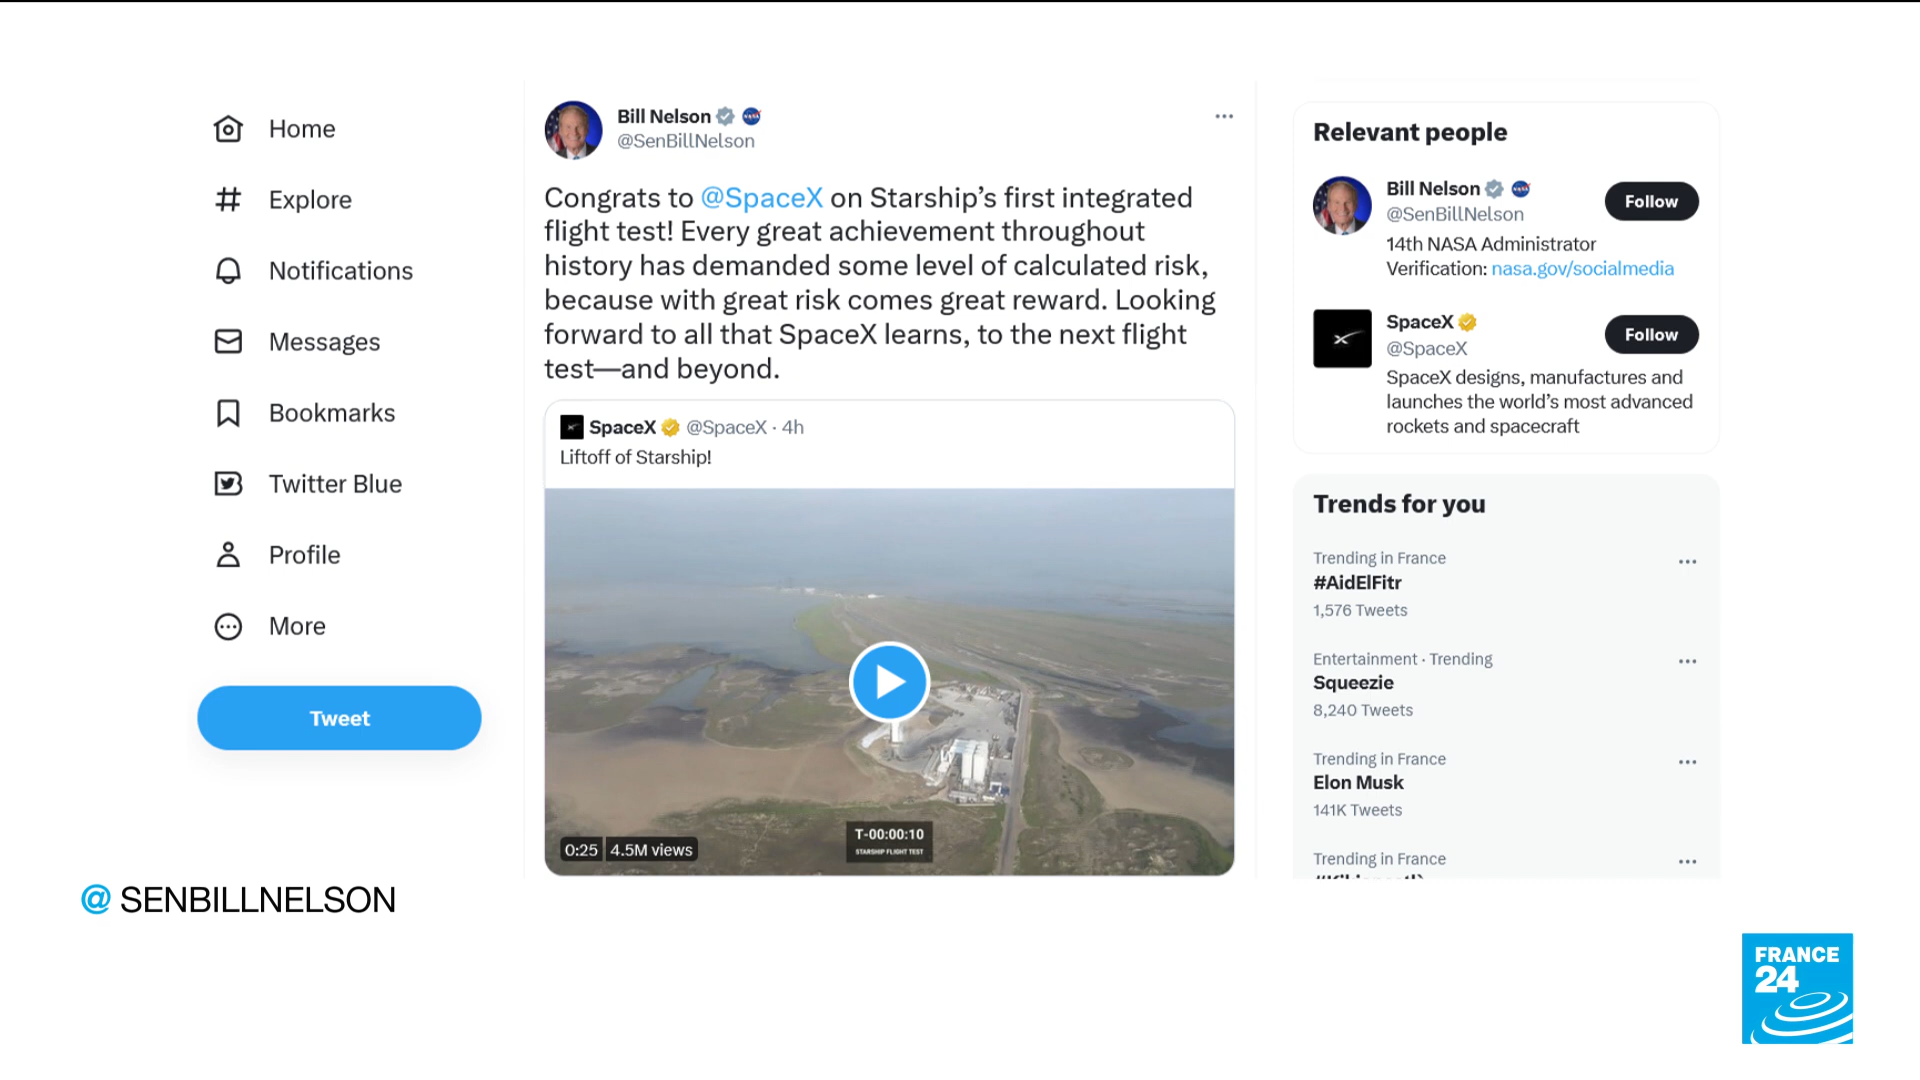 Home
Explore
Notifications
Messages
Bookmarks
Twitter Blue
Profile
More
Tweet
Bill Nelson
@SenBillNelson
Congrats to @SpaceX on Starship’s first integrated
flight test! Every great achievement throughout
history has demanded some level of calculated risk,
because with great risk comes great reward. Looking
forward to all that SpaceX learns, to the next flight
test—and beyond.
SpaceX @SpaceX · 4h
Liftoff of Starship!
T-00:00:10
STARSHIP FLIGHT TEST
0:25 4.5M views
Relevant people
Bill Nelson
@SenBillNelson
Follow
14th NASA Administrator
Verification: nasa.gov/socialmedia
SpaceX
@SpaceX
Follow
SpaceX designs, manufactures and
launches the world’s most advanced
rockets and spacecraft
Trends for you
Trending in France
#AidElFitr
1,576 Tweets
Entertainment · Trending
Squeezie
8,240 Tweets
Trending in France
Elon Musk
141K Tweets
Trending in France
@ SENBILLNELSON
FRANCE
24